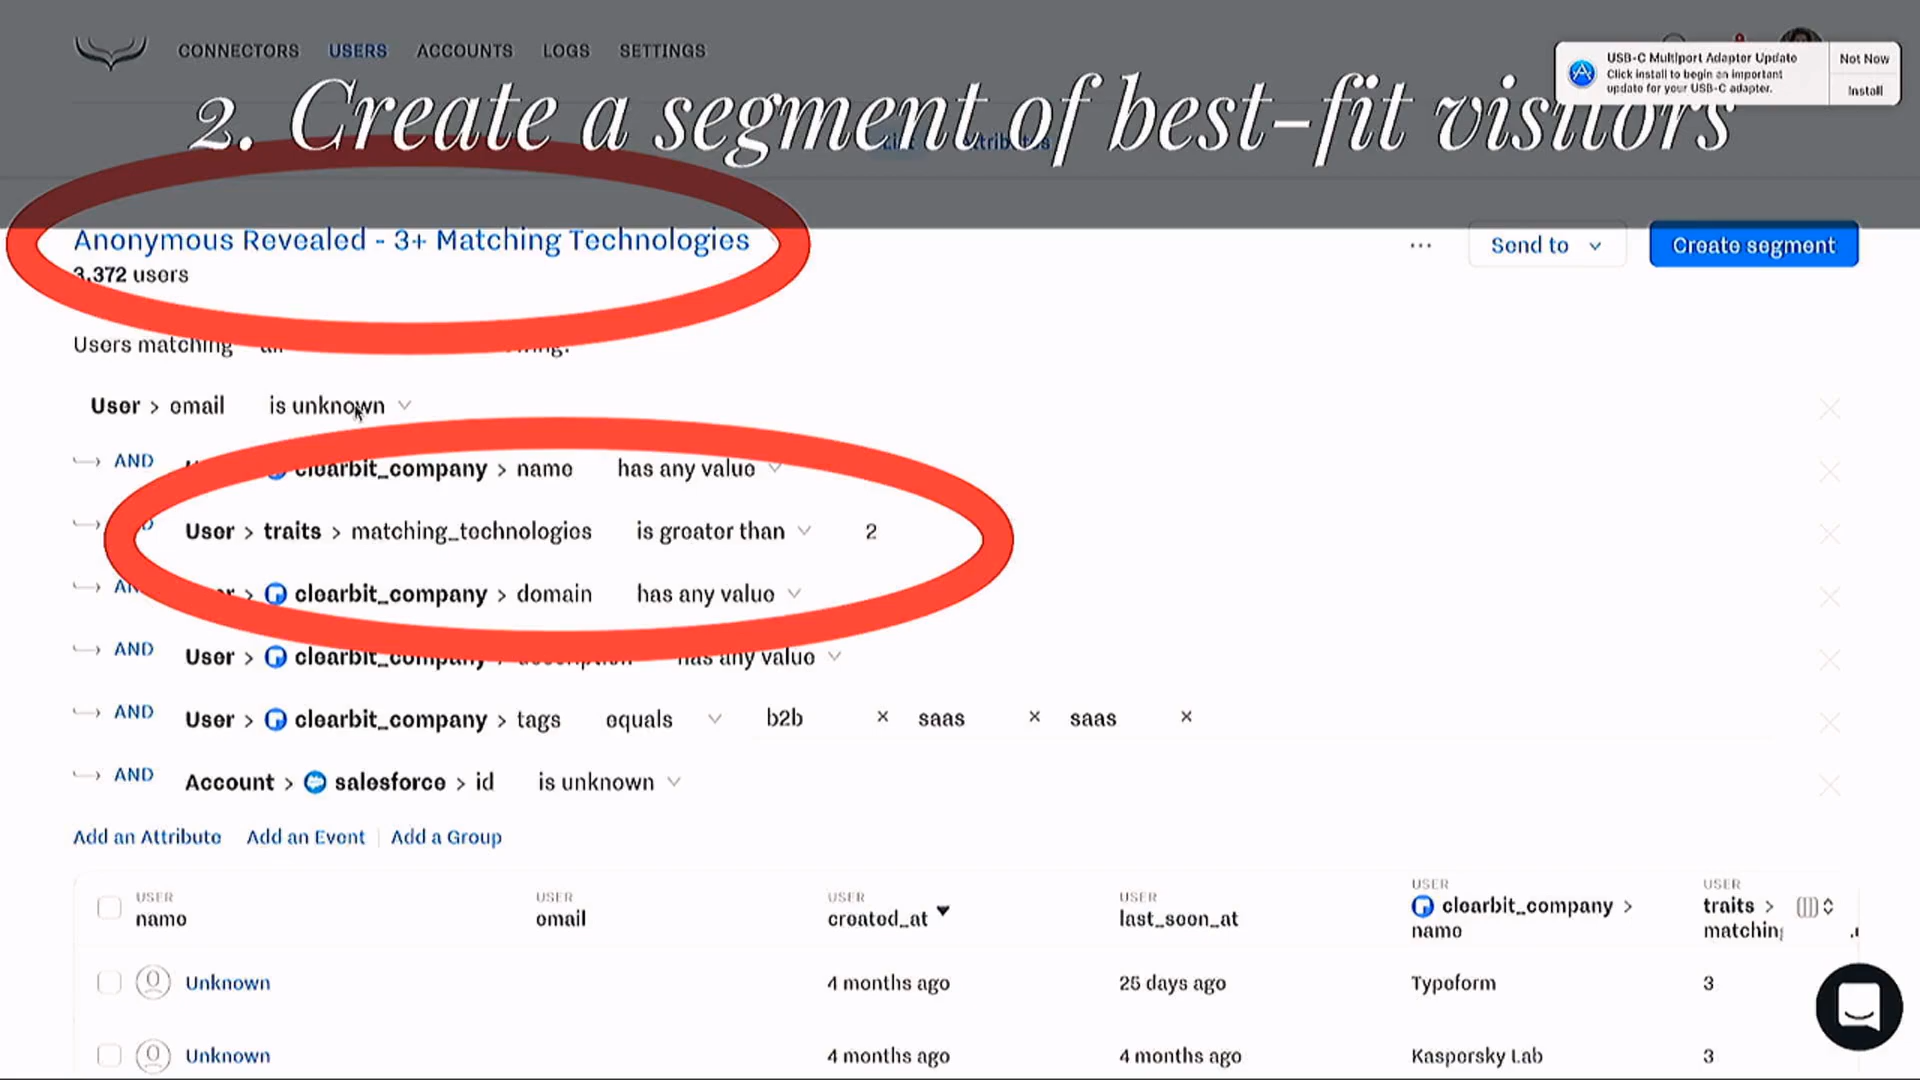 CONNECTORS USERS ACCOUNTS LOGS SETTINGS
USB-C Multiport Adapter Update
Click install to begin an important
update for your USB-C adapter.
Not Now
Install
2. Create a segment of best-fit visitors
Anonymous Revealed - 3+ Matching Technologies
3,372 users
... Send to Create segment
Users matching
User > email is unknown
AND clearbit_company > name has any value
User > traits > matching_technologies is greater than 2
clearbit_company > domain has any value
AND User > clearbit_company > description has any value
AND User > clearbit_company > tags equals b2b × saas × saas ×
AND Account > salesforce > id is unknown
Add an Attribute Add an Event Add a Group
USER USER USER USER USER USER
name email created_at last_seen_at clearbit_company > name traits > matching
Unknown 4 months ago 25 days ago Typeform 3
Unknown 4 months ago 4 months ago Kaspersky Lab 3